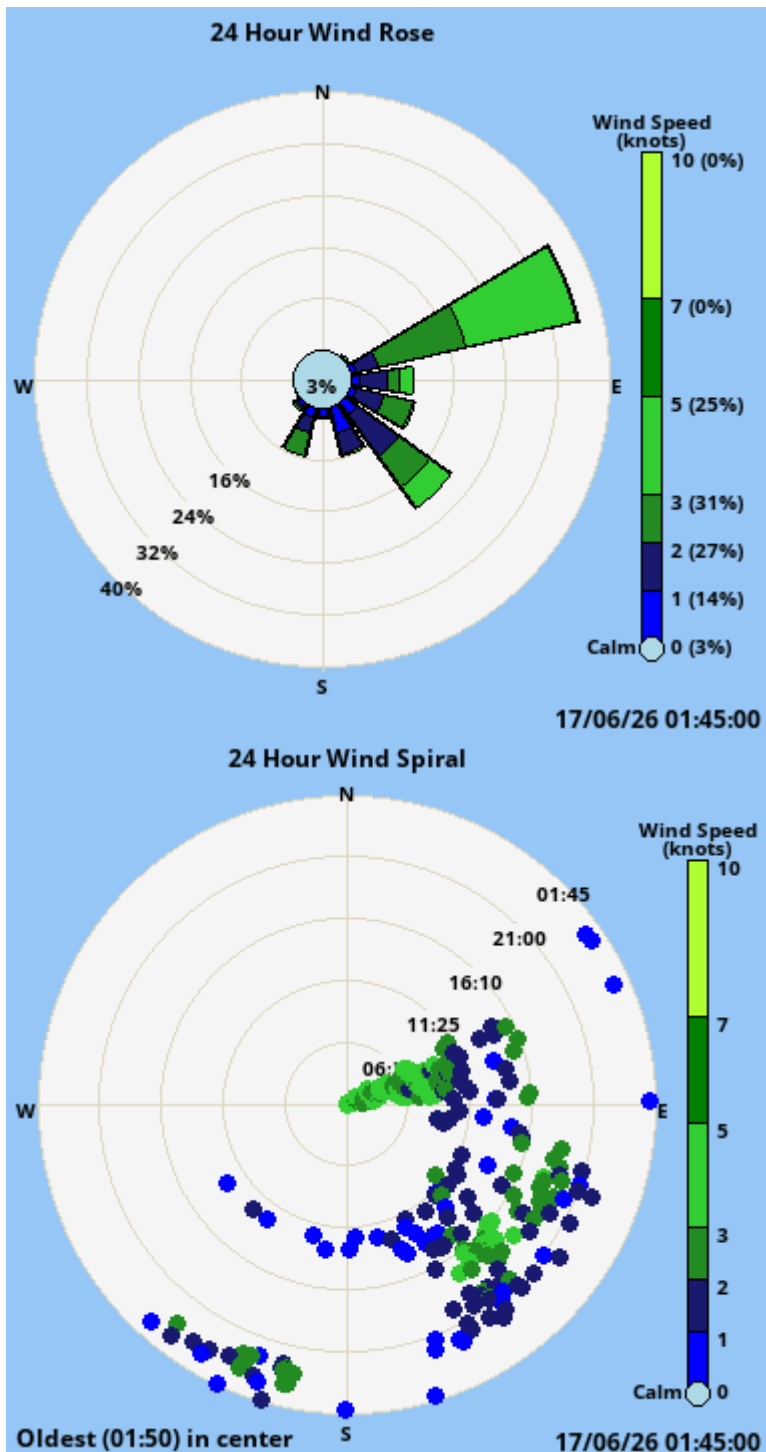 24 Hour Wind Rose
N
Wind Speed
(knots)
10 (0%)
7 (0%)
W
3%
E
5 (25%)
16%
3 (31%)
24%
2 (27%)
32%
1 (14%)
40%
Calm 0 (3%)
S
17/06/26 01:45:00
24 Hour Wind Spiral
N
Wind Speed
(knots)
10
01:45
21:00
16:10
7
11:25
06:
W
E
5
3
2
1
Calm 0
S
Oldest (01:50) in center
17/06/26 01:45:00